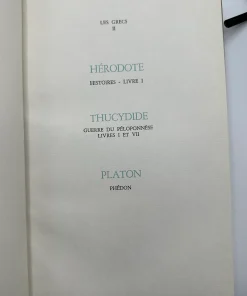 LES GRECS
II
HÉRODOTE
HISTOIRES - LIVRE I
THUCYDIDE
GUERRE DU PÉLOPONNÈSE
LIVRES I ET VII
PLATON
PHÉDON